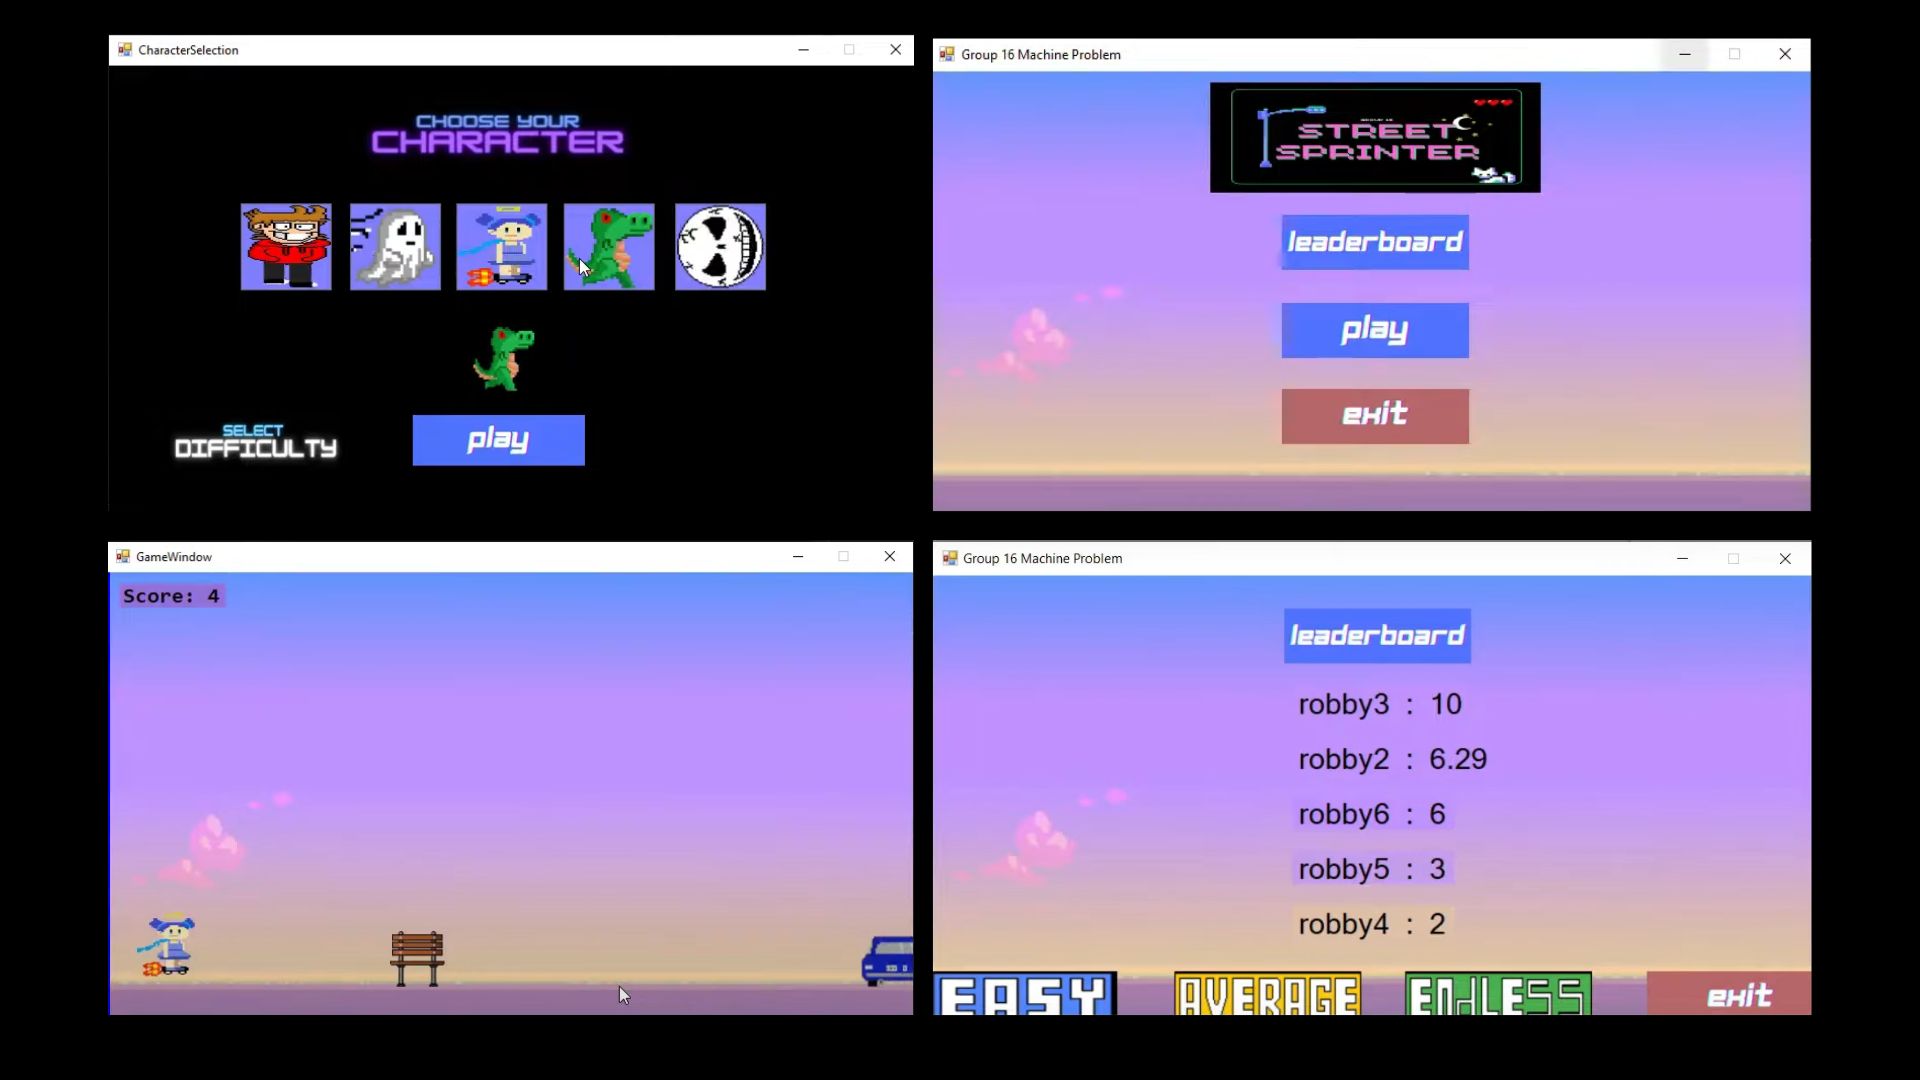 CharacterSelection
CHOOSE YOUR
CHARACTER
SELECT
DIFFICULTY
play
Group 16 Machine Problem
STREET
SPRINTER
leaderboard
play
exit
GameWindow
Score: 4
Group 16 Machine Problem
leaderboard
robby3 : 10
robby2 : 6.29
robby6 : 6
robby5 : 3
robby4 : 2
EASY
AVERAGE
ENDLESS
exit